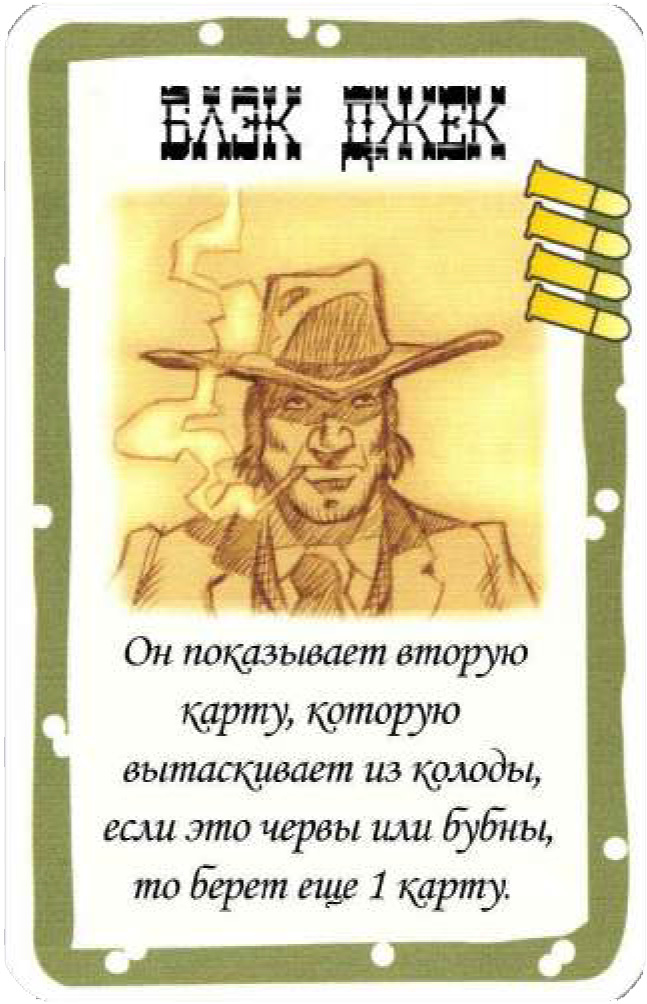 БЛЭК ДЖЕК
Он показывает вторую
карту, которую
вытаскивает из колоды,
если это червы или бубны,
то берет еще 1 карту.